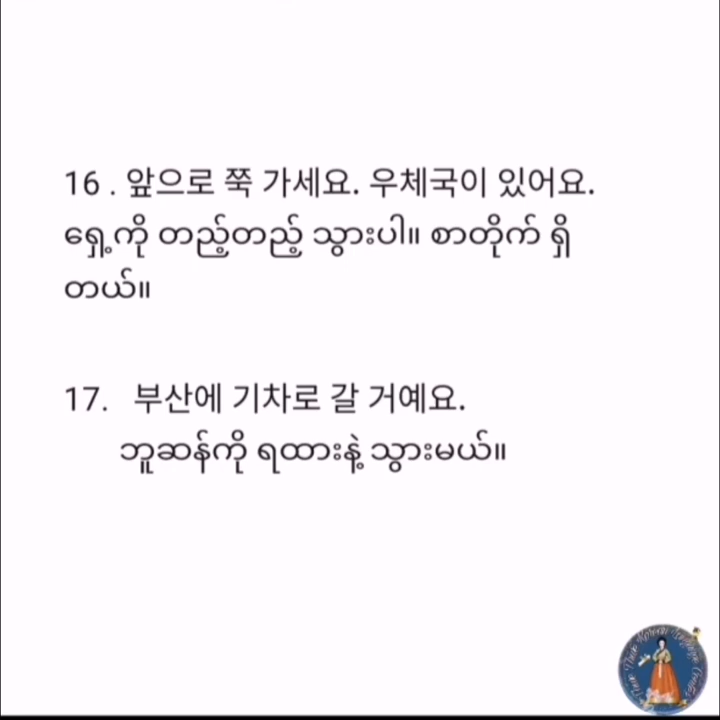 16 . 앞으로 쭉 가세요. 우체국이 있어요.
ရှေ့ကို တည့်တည့် သွားပါ။ စာတိုက် ရှိ
တယ်။
17. 부산에 기차로 갈 거예요.
ဘူဆန်ကို ရထားနဲ့ သွားမယ်။